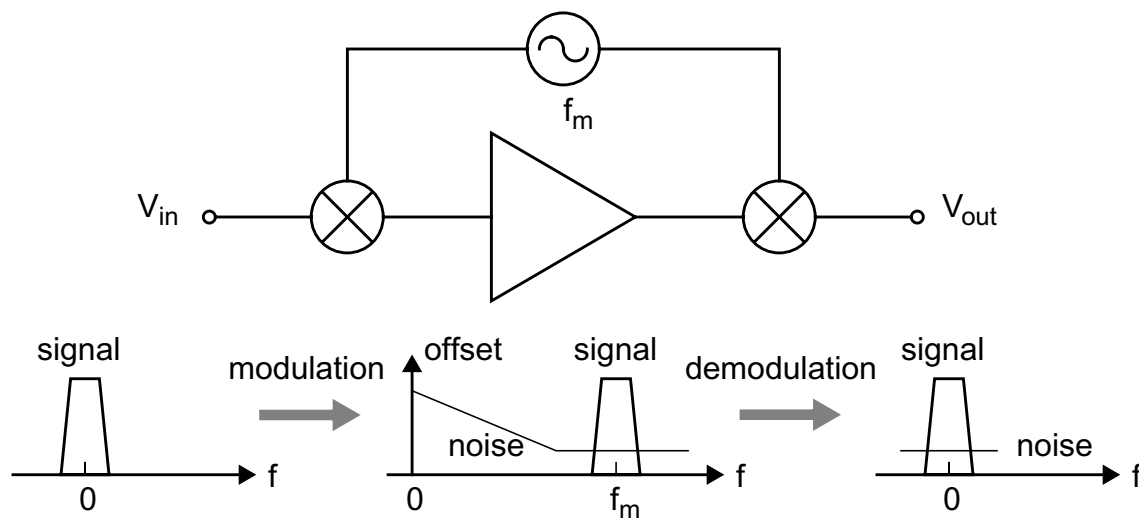 f_m
V_in
V_out
signal
modulation
offset
signal
demodulation
signal
noise
noise
0
f
0
f_m
f
0
f